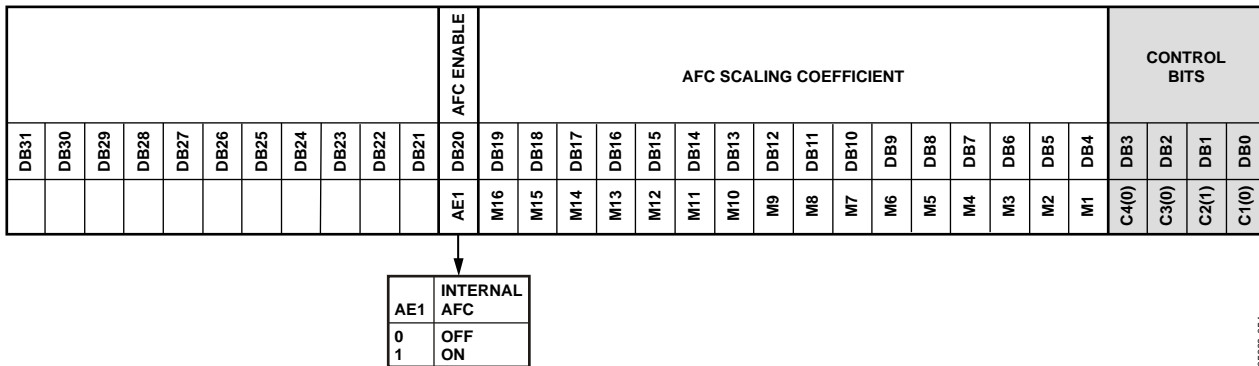 AFC ENABLE
AFC SCALING COEFFICIENT
CONTROL
BITS
DB31 DB30 DB29 DB28 DB27 DB26 DB25 DB24 DB23 DB22 DB21 DB20 DB19 DB18 DB17 DB16 DB15 DB14 DB13 DB12 DB11 DB10 DB9 DB8 DB7 DB6 DB5 DB4 DB3 DB2 DB1 DB0
AE1 M16 M15 M14 M13 M12 M11 M10 M9 M8 M7 M6 M5 M4 M3 M2 M1 C4(0) C3(0) C2(1) C1(0)
INTERNAL
AE1 AFC
0 OFF
1 ON